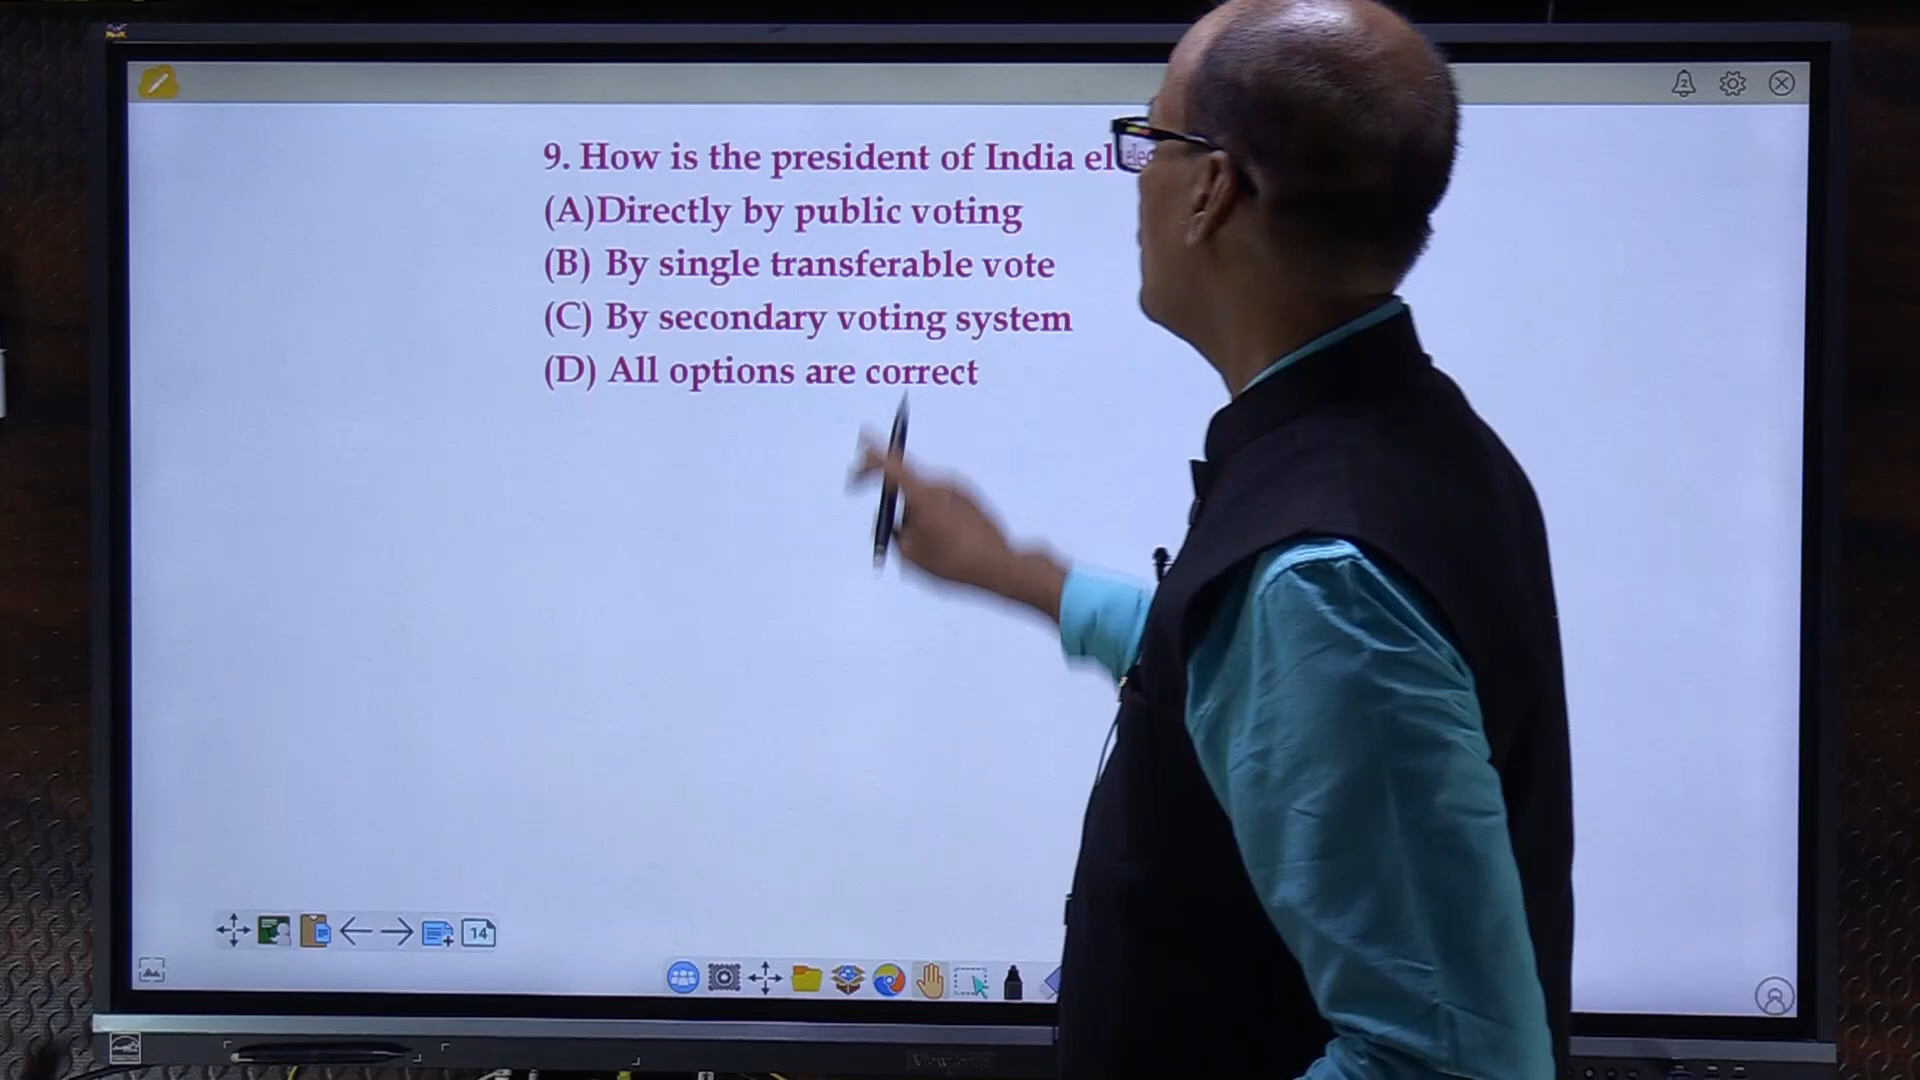 9. How is the president of India el
(A)Directly by public voting
(B) By single transferable vote
(C) By secondary voting system
(D) All options are correct
14
2